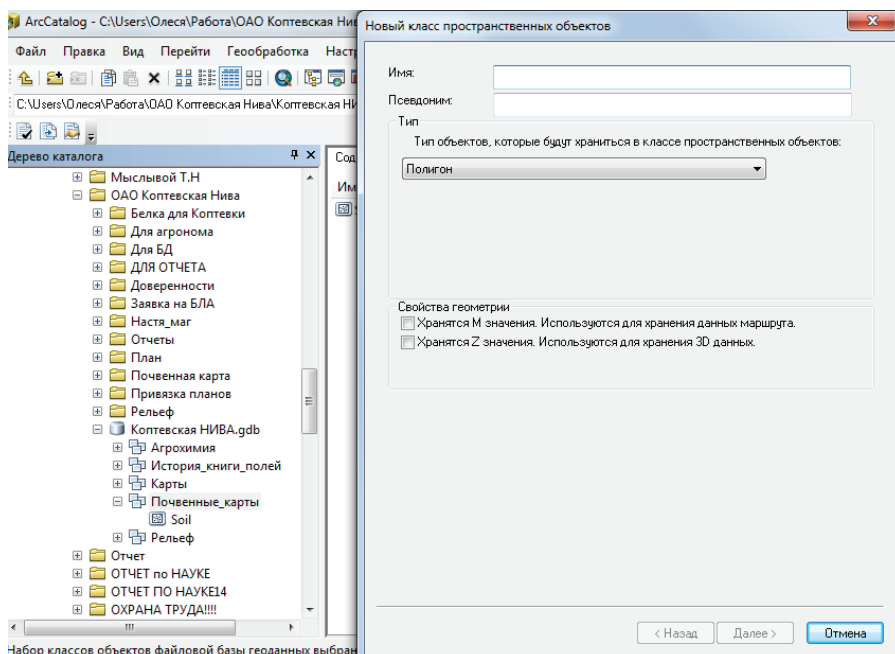 ArcCatalog - C:\Users\Олеся\Работа\ОАО Коптевская Нив
Файл Правка Вид Перейти Геообработка Наст
C:\Users\Олеся\Работа\ОАО Коптевская Нива\Коптевская НИ
Дерево каталога
Мысливой Т.Н
ОАО Коптевская Нива
Белка для Коптевки
Для агронома
Для БД
ДЛЯ ОТЧЕТА
Доверенности
Заявка на БЛА
Настя_маг
Отчеты
План
Почвенная карта
Привязка планов
Рельеф
Коптевская НИВА.gdb
Агрохимия
История_книги_полей
Карты
Почвенные_карты
Soil
Рельеф
Отчет
ОТЧЕТ по НАУКЕ
ОТЧЕТ ПО НАУКЕ14
ОХРАНА ТРУДА!!!!
Набор классов объектов файловой базы геоданных выбран
Сод
Им
S
Новый класс пространственных объектов
Имя:
Псевдоним:
Тип
Тип объектов, которые будут храниться в классе пространственных объектов:
Полигон
Свойства геометрии
Хранятся M значения. Используются для хранения данных маршрута.
Хранятся Z значения. Используются для хранения 3D данных.
< Назад Далее > Отмена